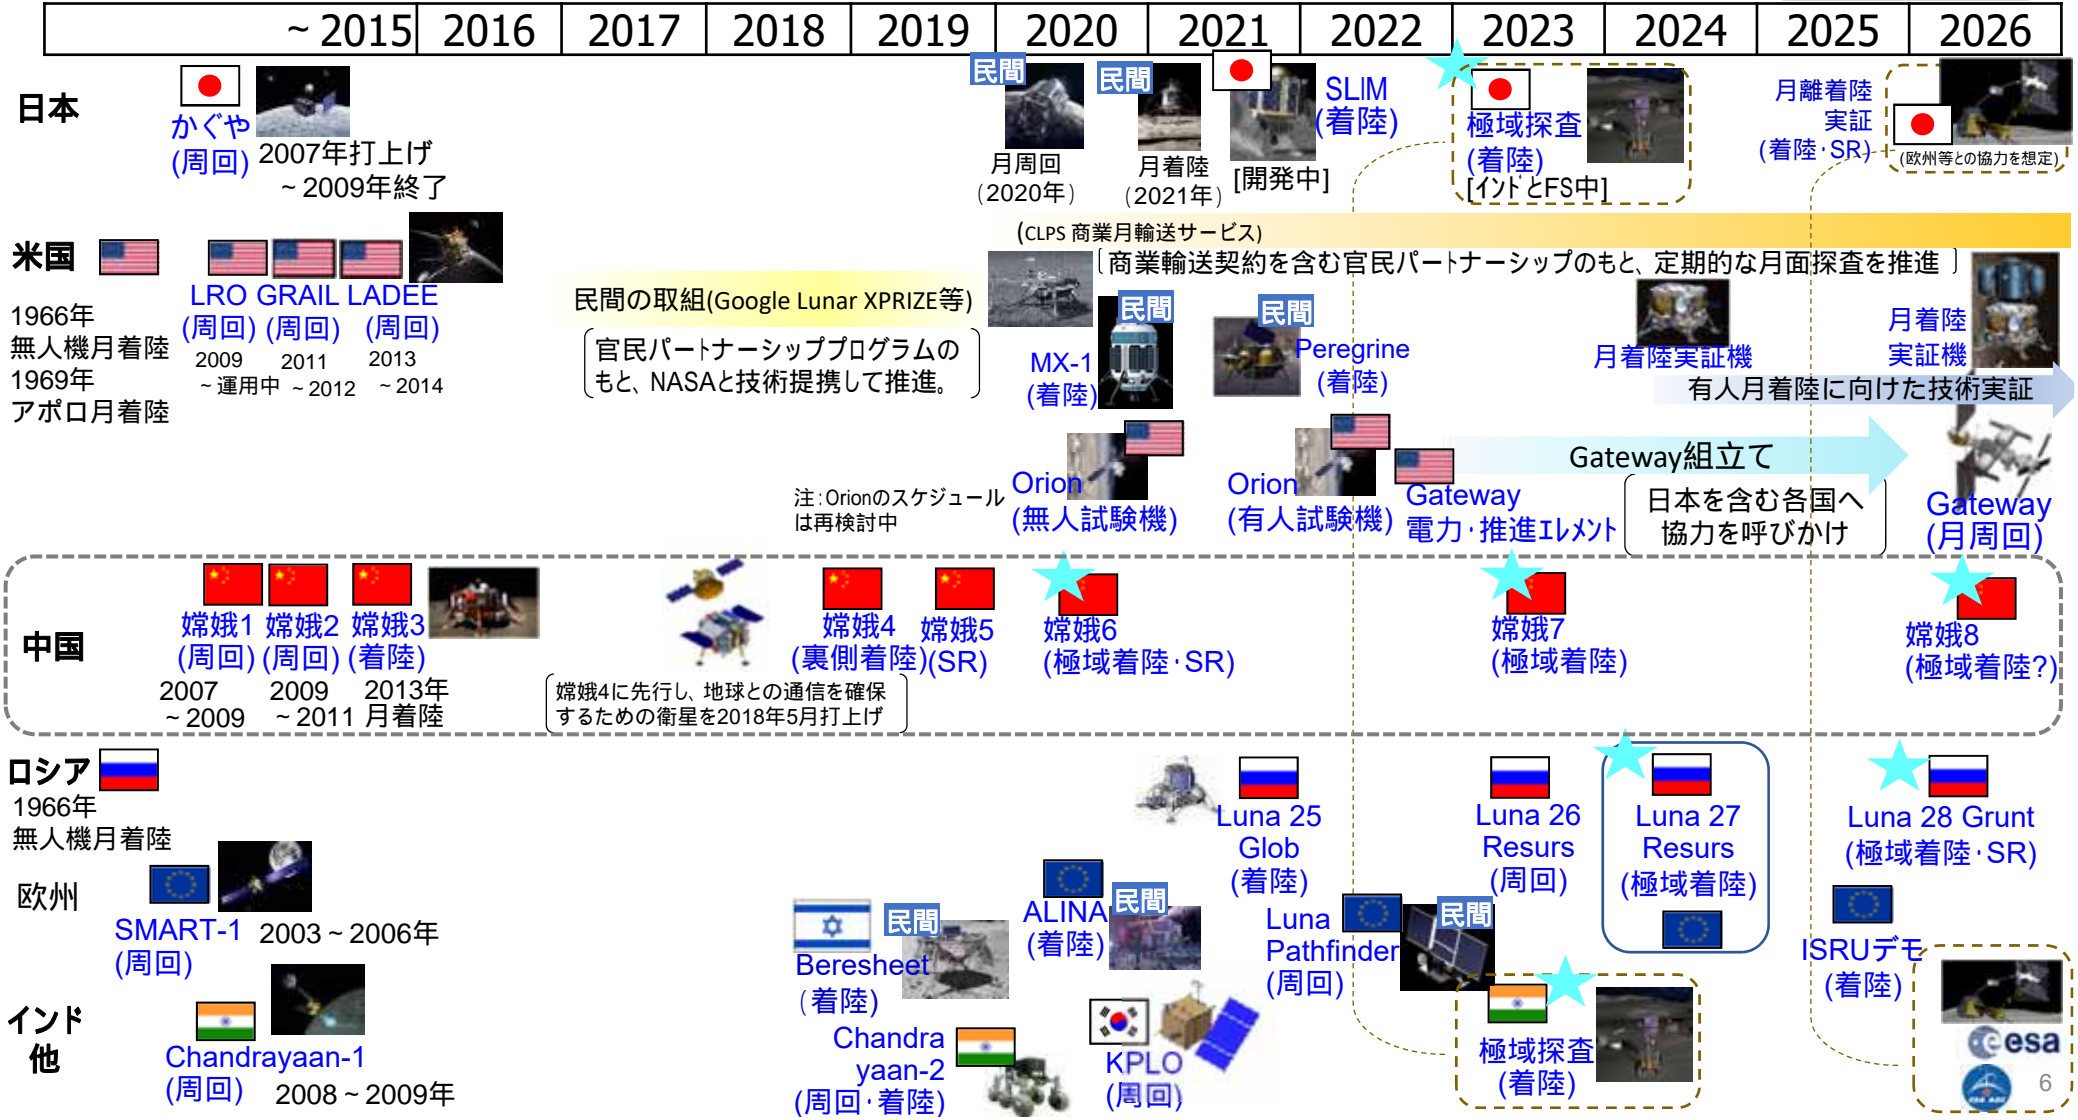 ~2015 2016 2017 2018 2019 2020 2021 2022 2023 2024 2025 2026
日本
かぐや
(周回)
2007年打上げ
~2009年終了
民間
月周回
(2020年)
民間
月着陸
(2021年)
[開発中]
SLIM
(着陸)
極域探査
(着陸)
[インドとFS中]
月離着陸
実証
(着陸・SR)
(欧州等との協力を想定)
米国
1966年
無人機月着陸
1969年
アポロ月着陸
LRO GRAIL LADEE
(周回) (周回) (周回)
2009
~運用中
2011
~2012
2013
~2014
民間の取組(Google Lunar XPRIZE等)
官民パートナーシッププログラムの
もと、NASAと技術提携して推進。
(CLPS 商業月輸送サービス)
商業輸送契約を含む官民パートナーシップのもと、定期的な月面探査を推進
民間
MX-1
(着陸)
民間
Peregrine
(着陸)
月着陸実証機
月着陸
実証機
有人月着陸に向けた技術実証
注:Orionのスケジュール
は再検討中
Orion
(無人試験機)
Orion
(有人試験機)
Gateway
電力・推進エレメント
Gateway組立て
日本を含む各国へ
協力を呼びかけ
Gateway
(月周回)
中国
嫦娥1
(周回)
2007
~2009
嫦娥2
(周回)
2009
~2011
嫦娥3
(着陸)
2013年
月着陸
嫦娥4に先行し、地球との通信を確保
するための衛星を2018年5月打上げ
嫦娥4
(裏側着陸)
嫦娥5
(SR)
嫦娥6
(極域着陸・SR)
嫦娥7
(極域着陸)
嫦娥8
(極域着陸?)
ロシア
1966年
無人機月着陸
Luna 25
Glob
(着陸)
Luna 26
Resurs
(周回)
Luna 27
Resurs
(極域着陸)
Luna 28 Grunt
(極域着陸・SR)
欧州
SMART-1
(周回)
2003~2006年
ALINA
(着陸)
民間
Luna
Pathfinder
(周回)
民間
ISRUデモ
(着陸)
インド
他
Chandrayaan-1
(周回)
2008~2009年
民間
Beresheet
(着陸)
Chandra
yaan-2
(周回・着陸)
KPLO
(周回)
極域探査
(着陸)
esa
6